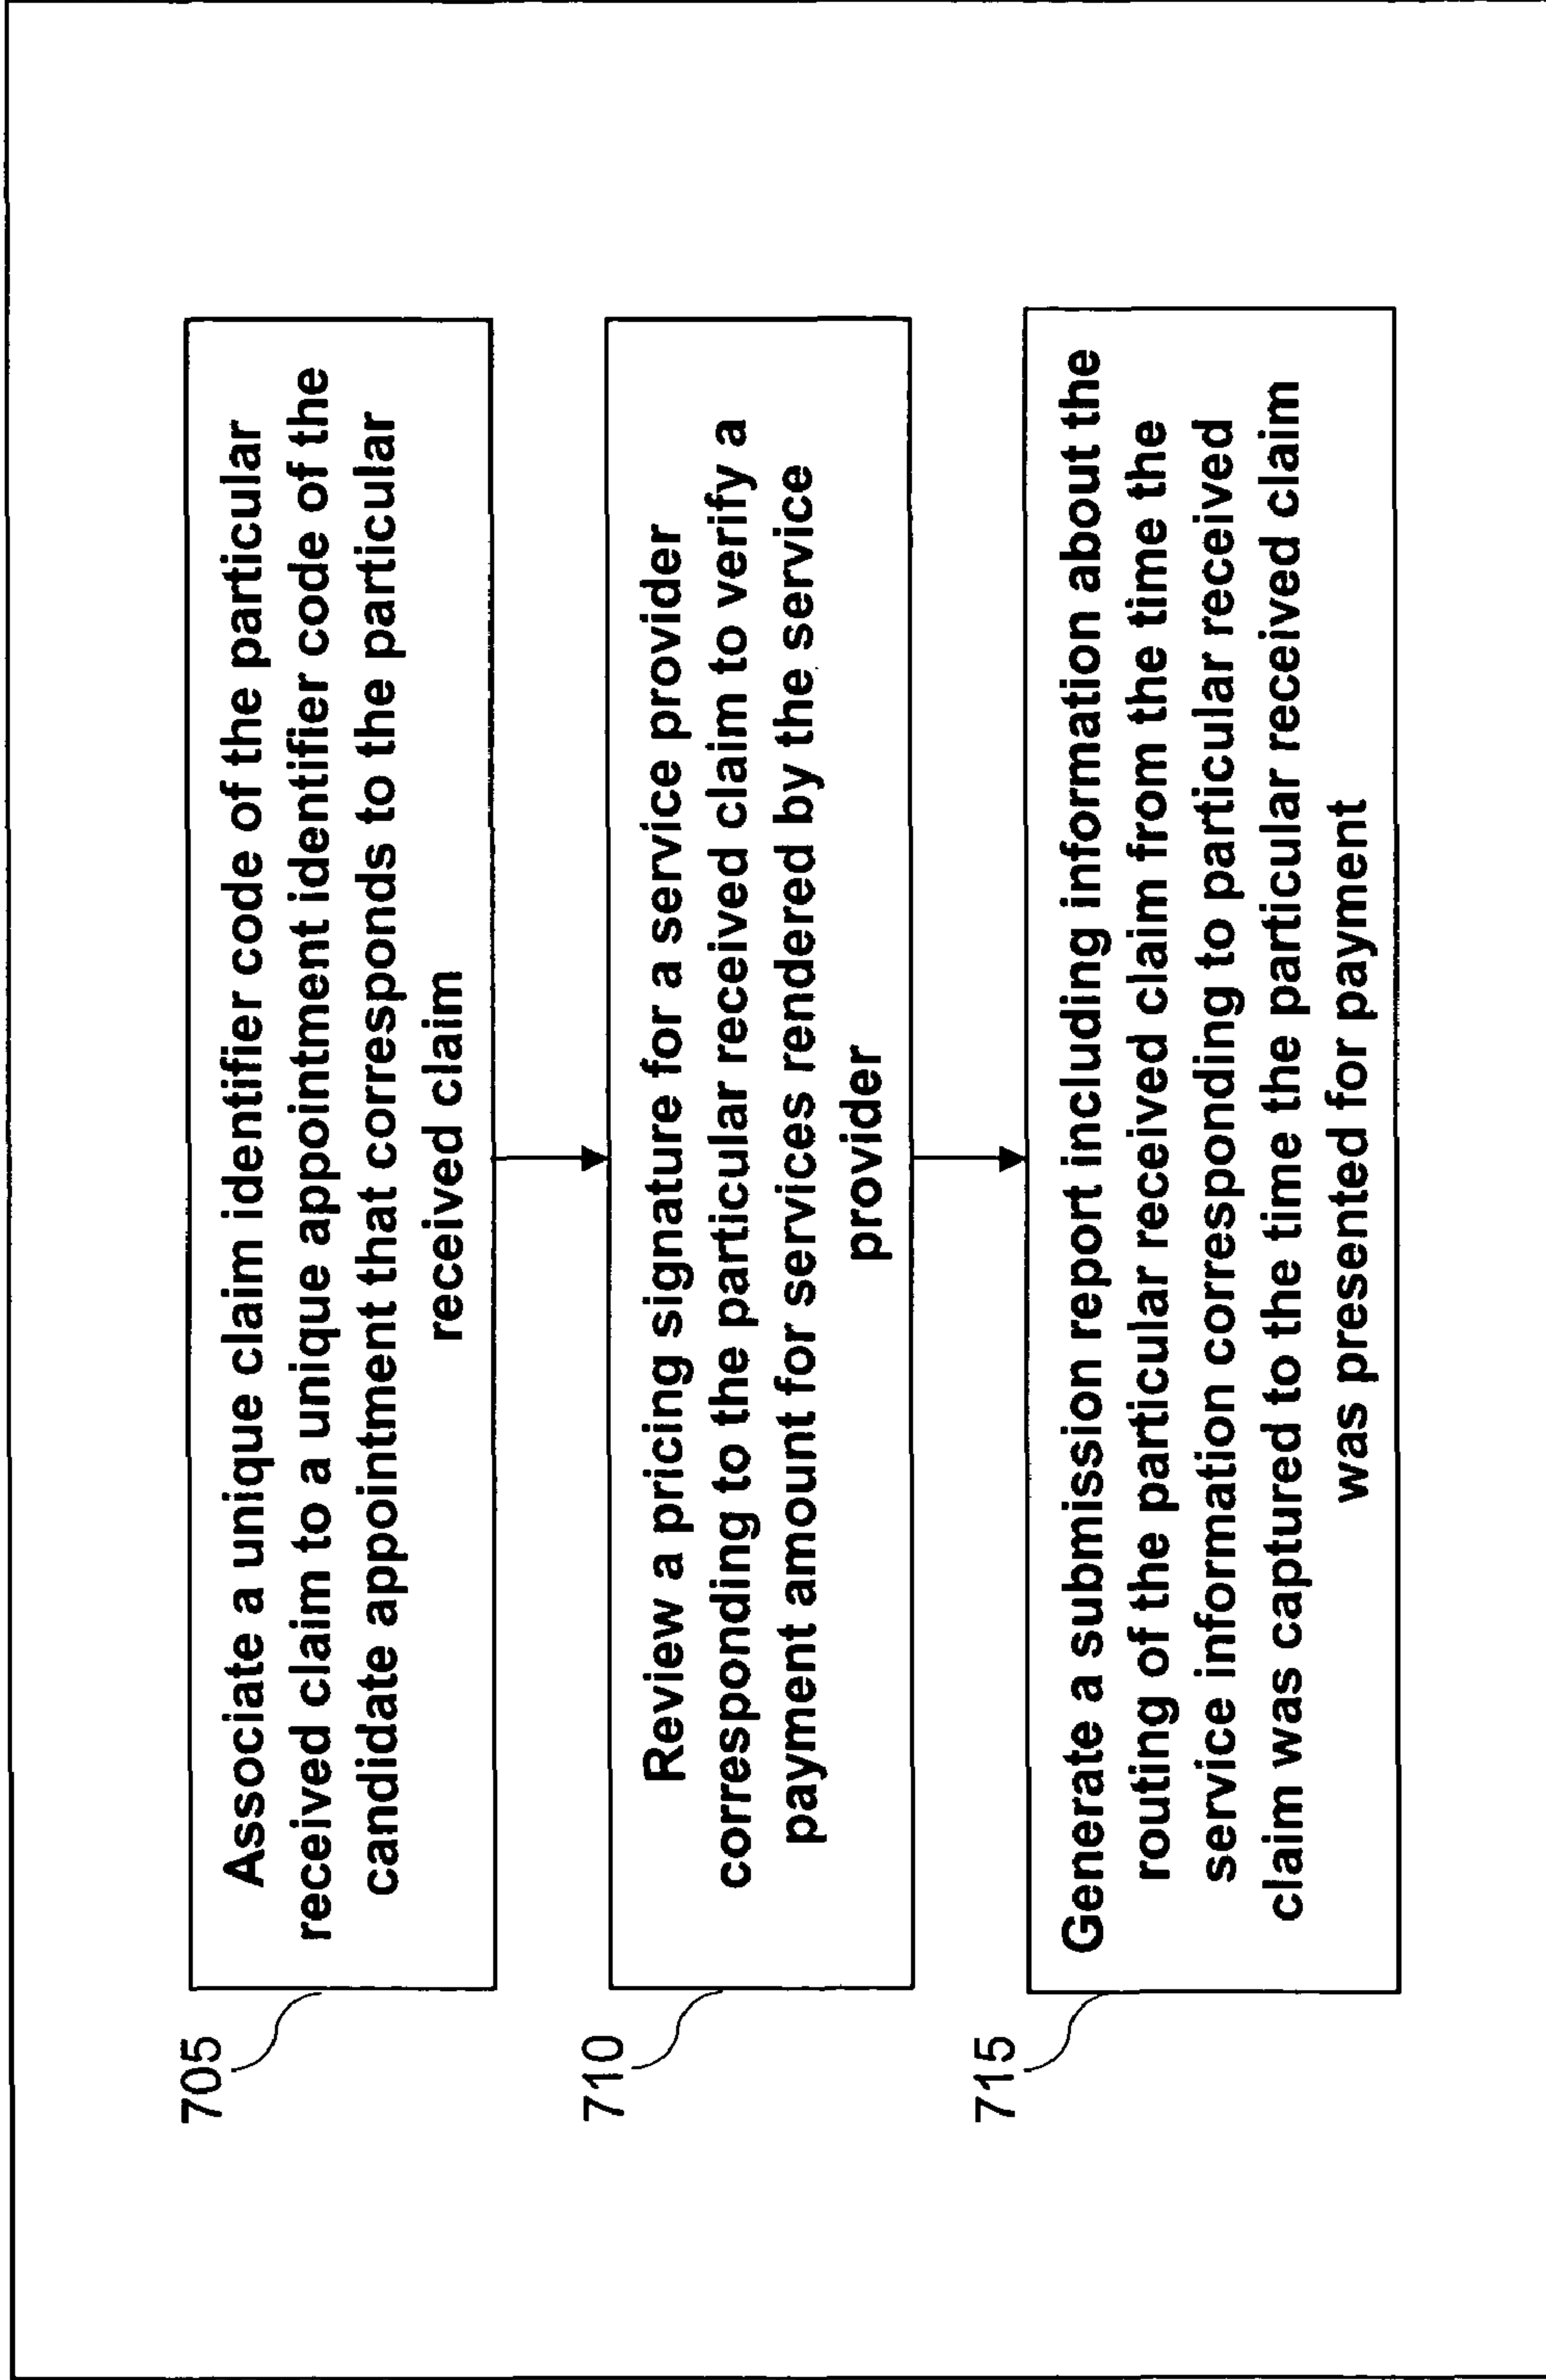 705
Associate a unique claim identifier code of the particular
received claim to a unique appointment identifier code of the
candidate appointment that corresponds to the particular
received claim
710
Review a pricing signature for a service provider
corresponding to the particular received claim to verify a
payment amount for services rendered by the service
provider
715
Generate a submission report including information about the
routing of the particular received claim from the time the
service information corresponding to particular received
claim was captured to the time the particular received claim
was presented for payment